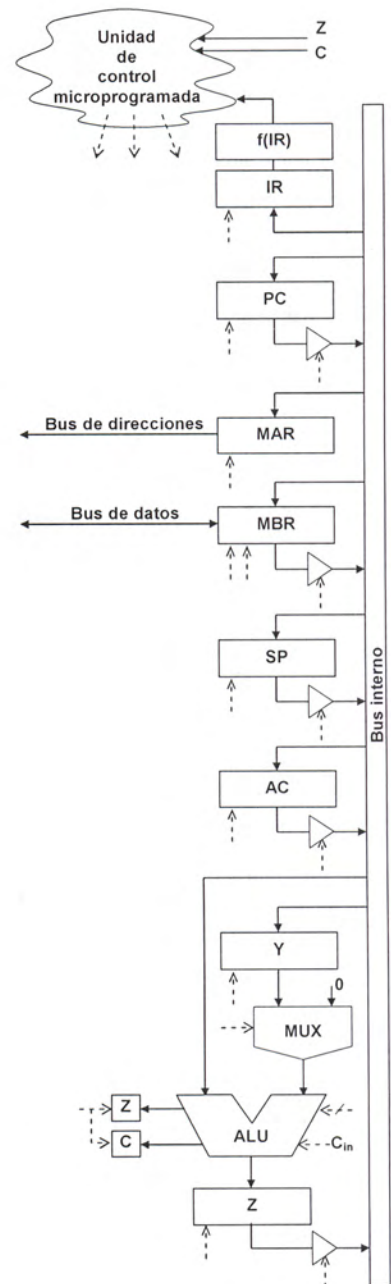 Unidad
de
control
microprogramada
Z
C
f(IR)
IR
PC
Bus de direcciones
MAR
Bus de datos
MBR
SP
Bus interno
AC
Y
0
MUX
Z
C
ALU
Cin
Z